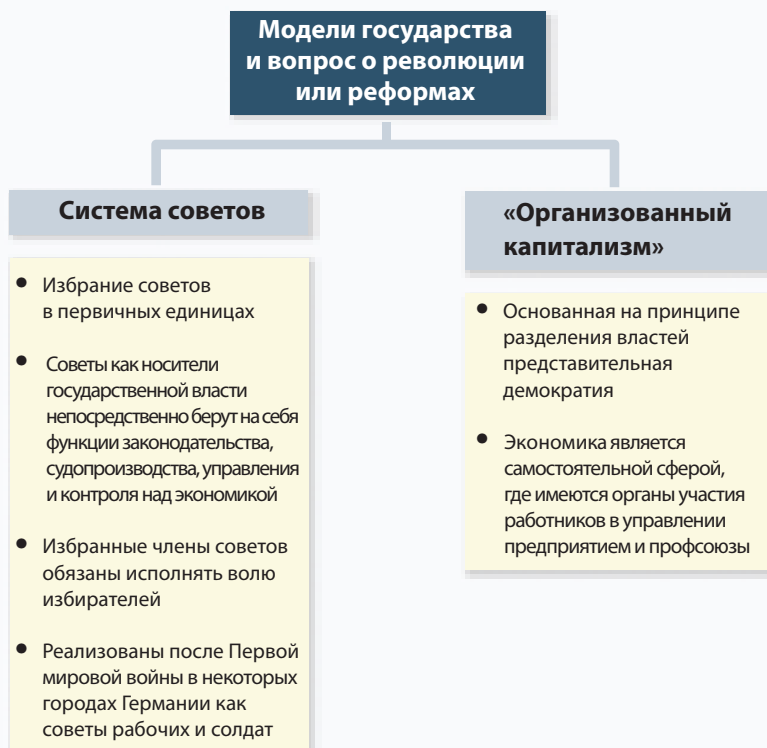 Модели государства
и вопрос о революции
или реформах
Система советов
• Избрание советов
в первичных единицах
• Советы как носители
государственной власти
непосредственно берут на себя
функции законодательства,
судопроизводства, управления
и контроля над экономикой
• Избранные члены советов
обязаны исполнять волю
избирателей
• Реализованы после Первой
мировой войны в некоторых
городах Германии как
советы рабочих и солдат
«Организованный
капитализм»
• Основанная на принципе
разделения властей
представительная
демократия
• Экономика является
самостоятельной сферой,
где имеются органы участия
работников в управлении
предприятием и профсоюзы